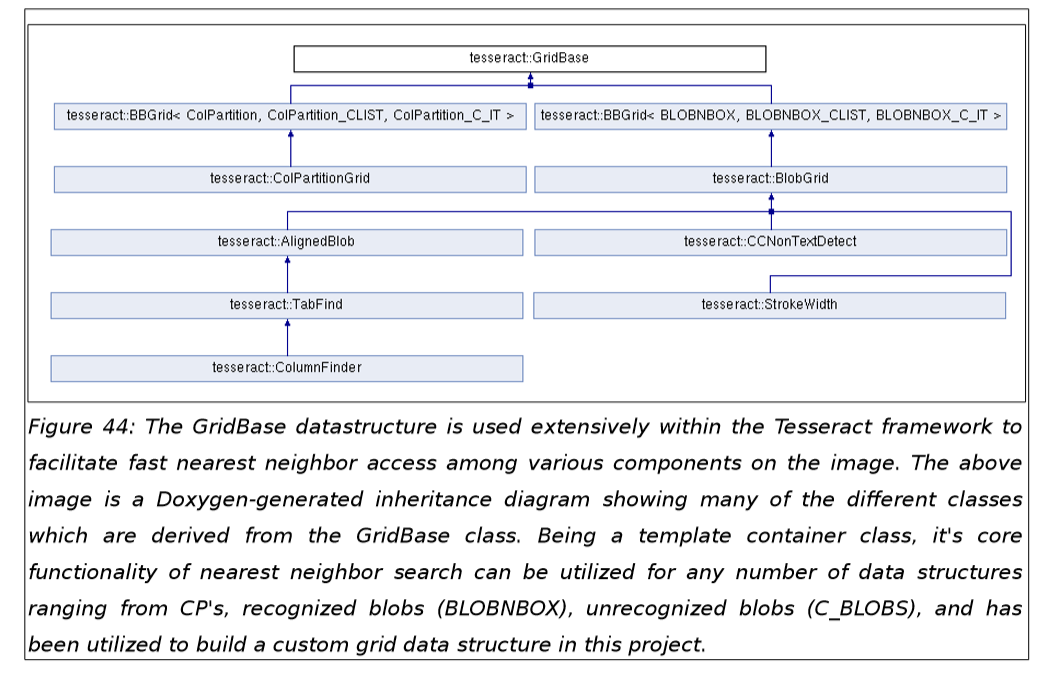 tesseract::GridBase
tesseract::BBGrid< ColPartition, ColPartition_CLIST, ColPartition_C_IT >
tesseract::BBGrid< BLOBNBOX, BLOBNBOX_CLIST, BLOBNBOX_C_IT >
tesseract::ColPartitionGrid
tesseract::BlobGrid
tesseract::AlignedBlob
tesseract::CCNonTextDetect
tesseract::TabFind
tesseract::StrokeWidth
tesseract::ColumnFinder
Figure 44: The GridBase datastructure is used extensively within the Tesseract framework to
facilitate fast nearest neighbor access among various components on the image. The above
image is a Doxygen-generated inheritance diagram showing many of the different classes
which are derived from the GridBase class. Being a template container class, it's core
functionality of nearest neighbor search can be utilized for any number of data structures
ranging from CP's, recognized blobs (BLOBNBOX), unrecognized blobs (C_BLOBS), and has
been utilized to build a custom grid data structure in this project.